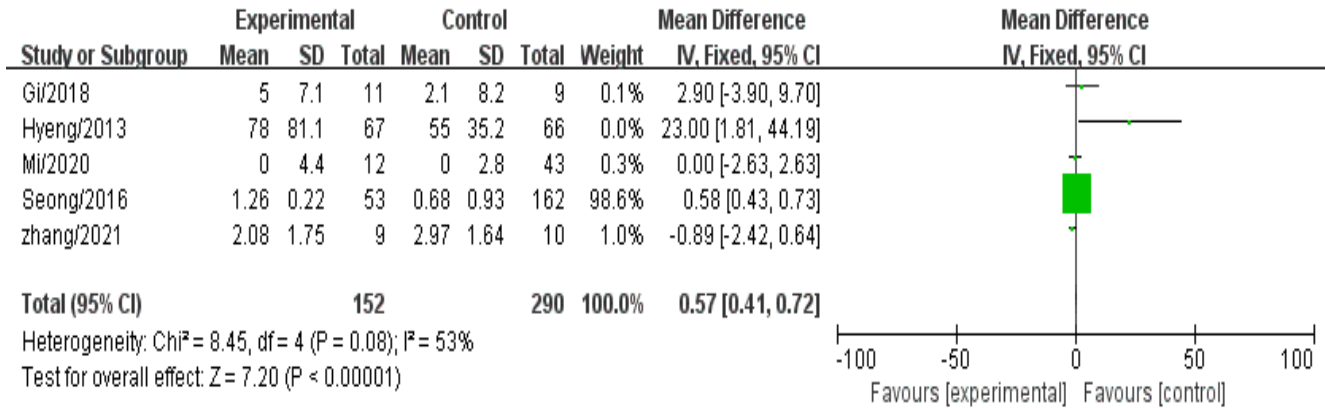 Experimental Control Mean Difference Mean Difference
Study or Subgroup Mean SD Total Mean SD Total Weight IV, Fixed, 95% CI IV, Fixed, 95% CI
Gi/2018 5 7.1 11 2.1 8.2 9 0.1% 2.90 [-3.90, 9.70]
Hyeng/2013 78 81.1 67 55 35.2 66 0.0% 23.00 [1.81, 44.19]
Mi/2020 0 4.4 12 0 2.8 43 0.3% 0.00 [-2.63, 2.63]
Seong/2016 1.26 0.22 53 0.68 0.93 162 98.6% 0.58 [0.43, 0.73]
zhang/2021 2.08 1.75 9 2.97 1.64 10 1.0% -0.89 [-2.42, 0.64]
Total (95% CI) 152 290 100.0% 0.57 [0.41, 0.72]
Heterogeneity: Chi² = 8.45, df = 4 (P = 0.08); I² = 53%
Test for overall effect: Z = 7.20 (P < 0.00001)
-100 -50 0 50 100
Favours [experimental] Favours [control]